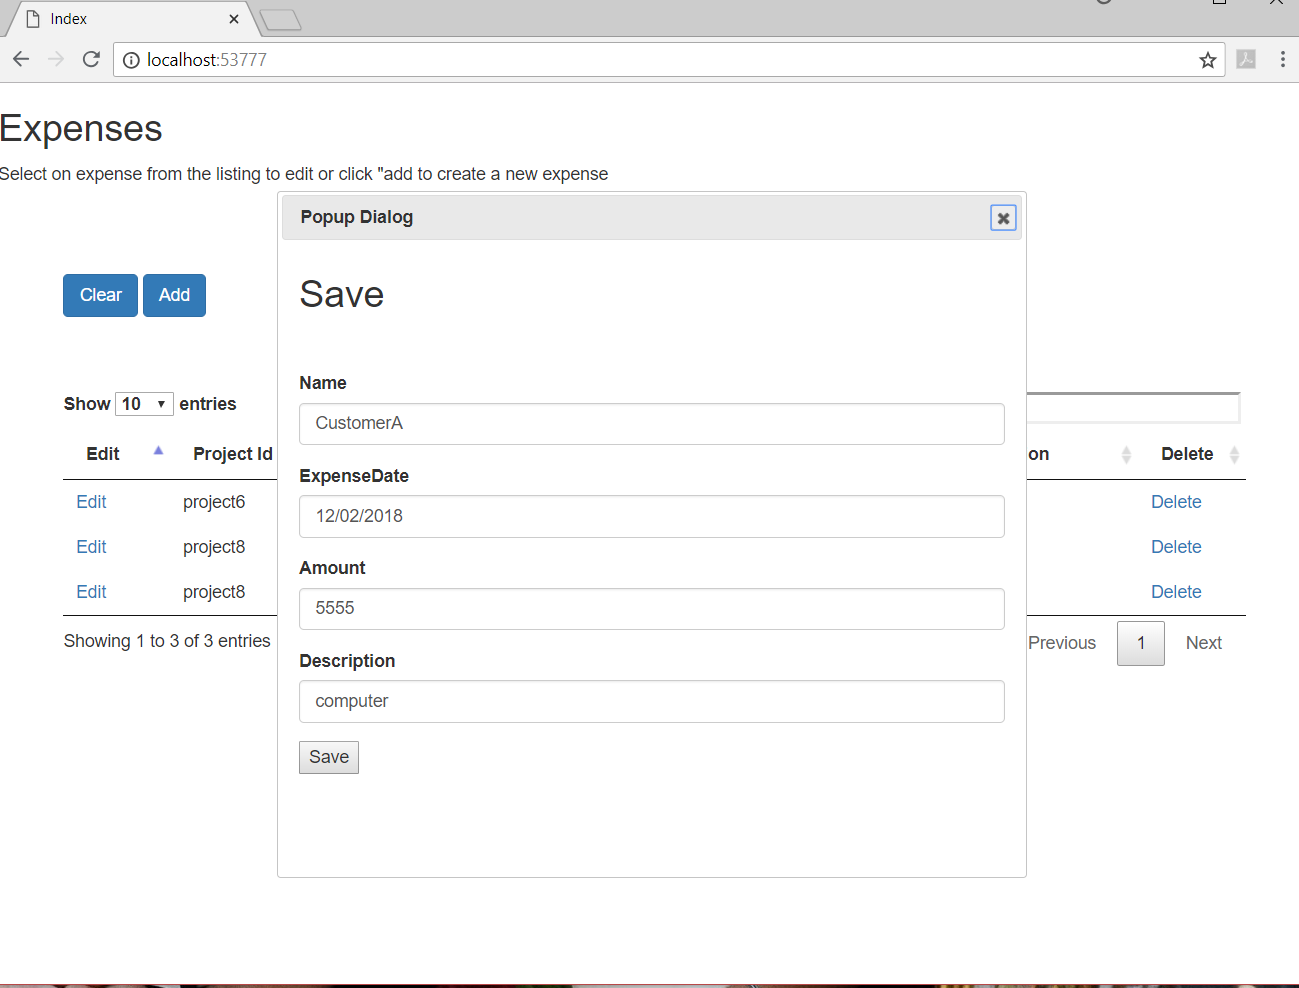 Index
localhost:53777
Expenses
Select on expense from the listing to edit or click "add to create a new expense
Popup Dialog
Save
Clear Add
Name
CustomerA
ExpenseDate
12/02/2018
Amount
5555
Description
computer
Save
Show 10 entries
Edit Project Id on Delete
Edit project6 Delete
Edit project8 Delete
Edit project8 Delete
Showing 1 to 3 of 3 entries Previous 1 Next